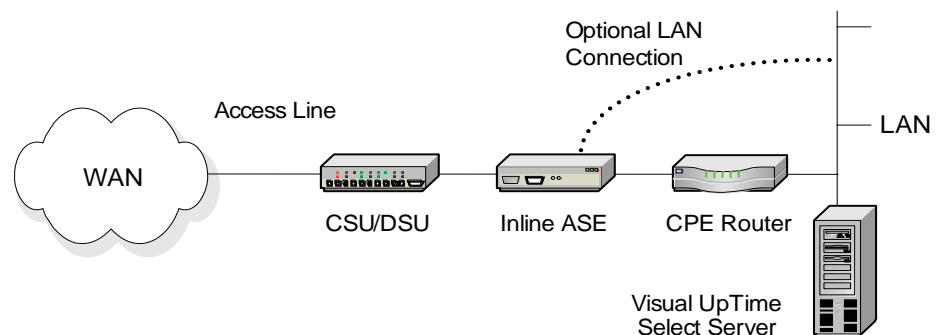 Optional LAN
Connection
Access Line
LAN
WAN
CSU/DSU
Inline ASE
CPE Router
Visual UpTime
Select Server